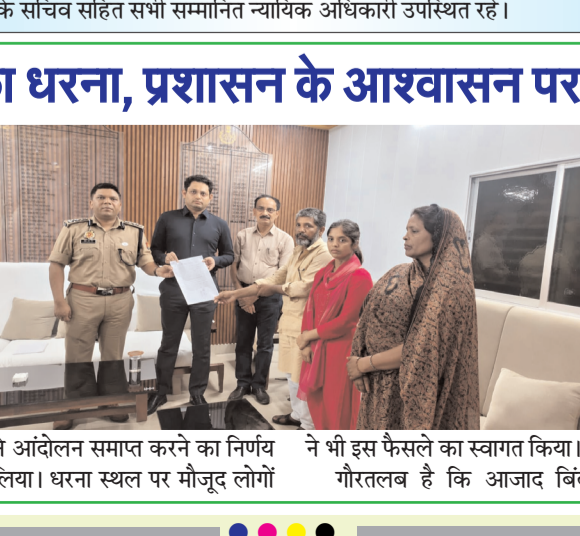 के सचिव सहित सभी सम्मानित न्यायिक अधिकारी उपस्थित रहे।
धरना, प्रशासन के आश्वासन पर
आंदोलन समाप्त करने का निर्णय
लिया। धरना स्थल पर मौजूद लोगों
ने भी इस फैसले का स्वागत किया।
गौरतलब है कि आजाद